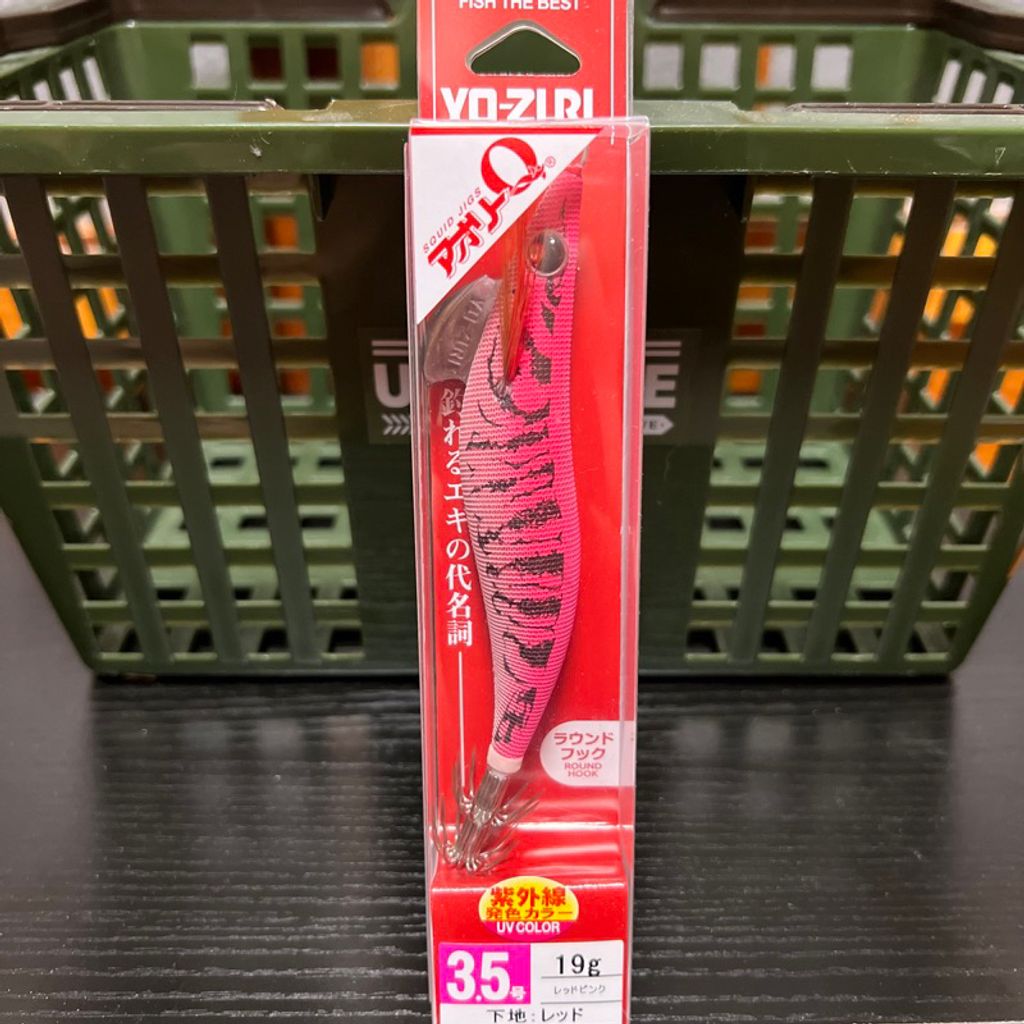 FISH THE BEST
YO-ZURI
アオリーQ®
SQUID JIGS
YO-ZURI
釣れるエギの代名詞
ラウンド
フック
ROUND
HOOK
紫外線
発色カラー
UV COLOR
3.5号
19g
レッドピンク
下地:レッド